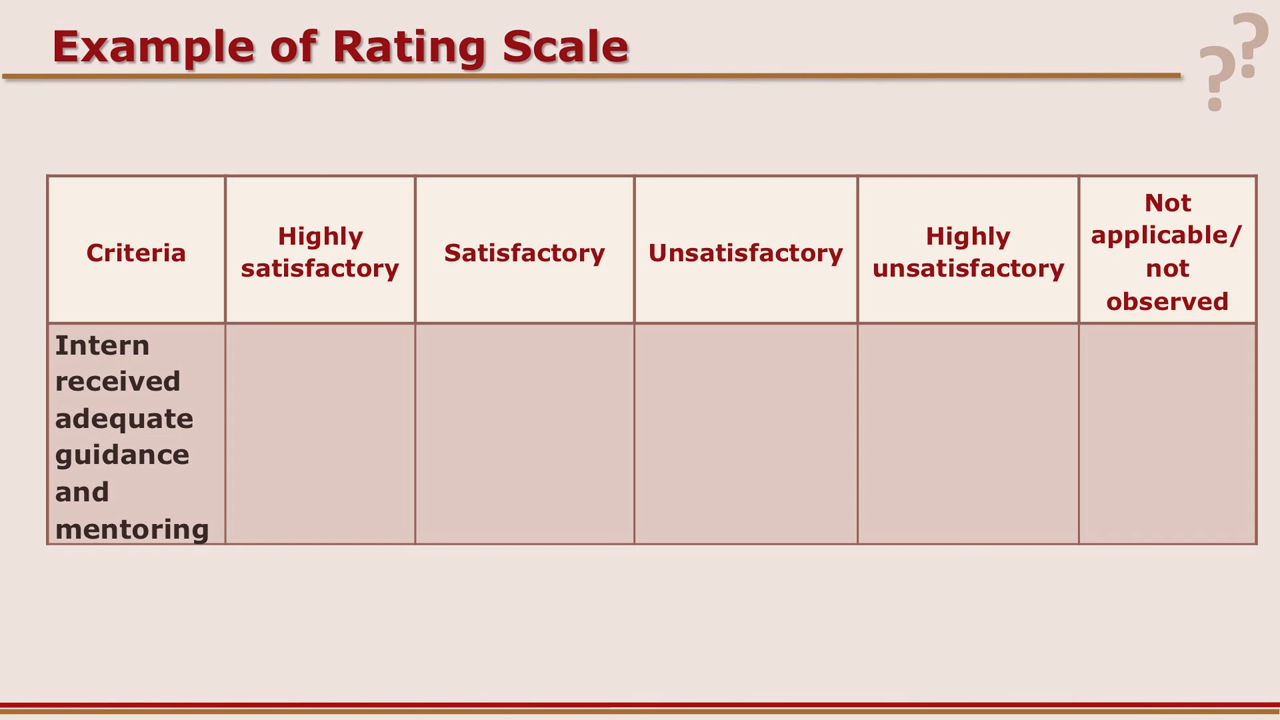 Example of Rating Scale
? ?
Criteria
Highly
satisfactory
Satisfactory
Unsatisfactory
Highly
unsatisfactory
Not
applicable/
not
observed
Intern
received
adequate
guidance
and
mentoring